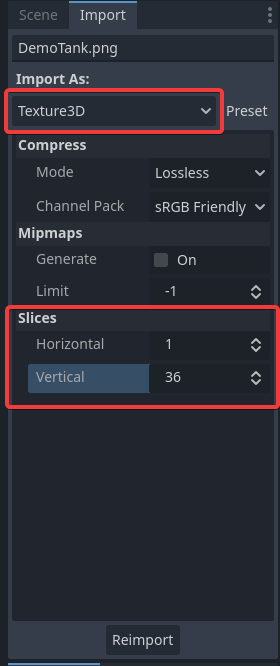 Scene Import
DemoTank.png
Import As:
Texture3D Preset
Compress
Mode Lossless
Channel Pack sRGB Friendly
Mipmaps
Generate On
Limit -1
Slices
Horizontal 1
Vertical 36
Reimport